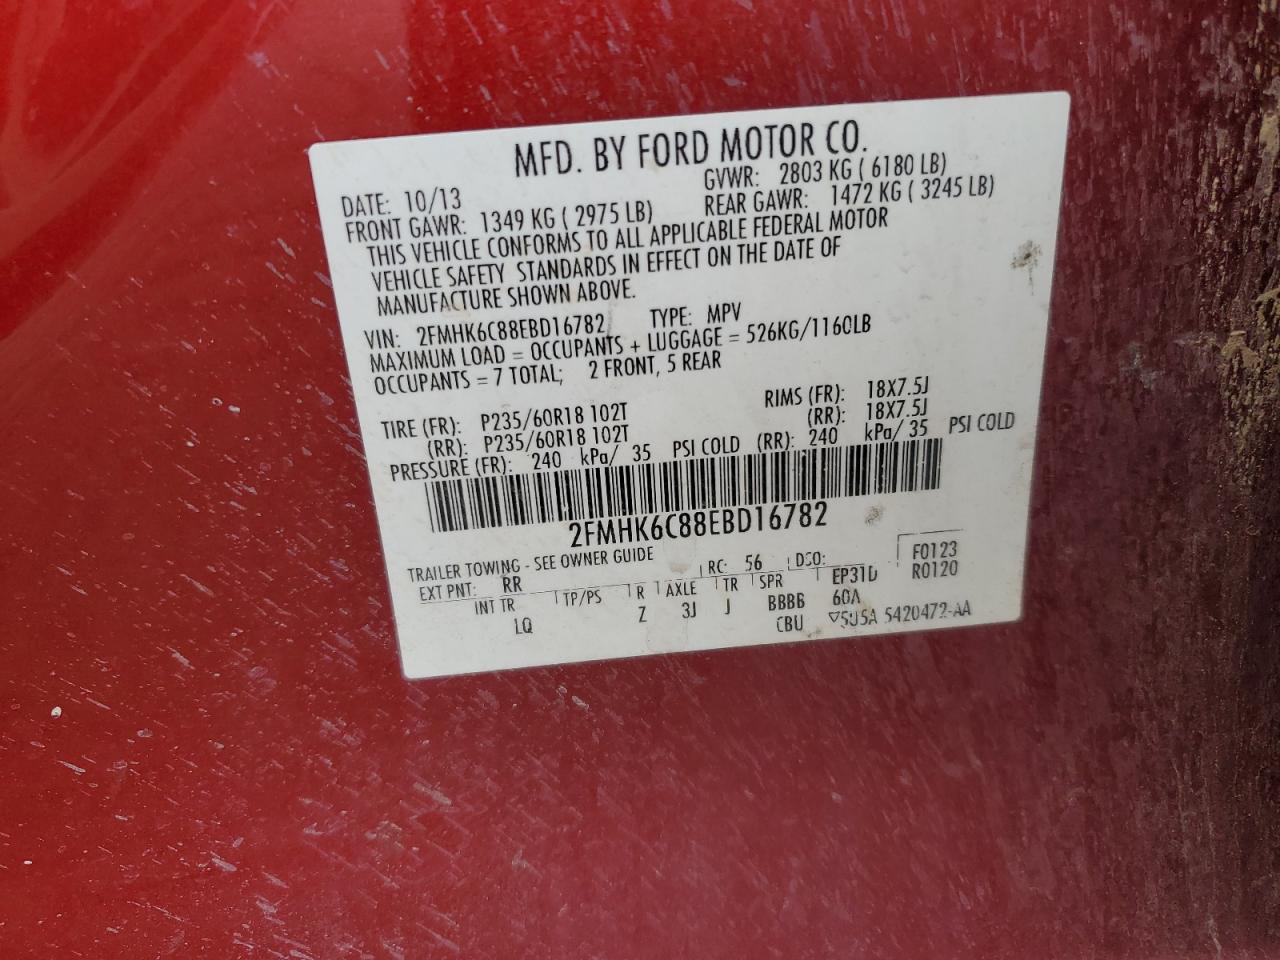 MFD. BY FORD MOTOR CO.
DATE: 10/13 GVWR: 2803 KG ( 6180 LB)
FRONT GAWR: 1349 KG ( 2975 LB) REAR GAWR: 1472 KG ( 3245 LB)
THIS VEHICLE CONFORMS TO ALL APPLICABLE FEDERAL MOTOR
VEHICLE SAFETY STANDARDS IN EFFECT ON THE DATE OF
MANUFACTURE SHOWN ABOVE.
VIN: 2FMHK6C88EBD16782 TYPE: MPV
MAXIMUM LOAD = OCCUPANTS + LUGGAGE = 526KG/1160LB
OCCUPANTS = 7 TOTAL; 2 FRONT, 5 REAR
TIRE (FR): P235/60R18 102T RIMS (FR): 18X7.5J
(RR): P235/60R18 102T (RR): 18X7.5J
PRESSURE (FR): 240 kPa/ 35 PSI COLD (RR): 240 kPa/ 35 PSI COLD
2FMHK6C88EBD16782
TRAILER TOWING - SEE OWNER GUIDE
EXT PNT: RR RC: 56 DSO: F0123
INT TR TP/PS R AXLE TR SPR EP31D R0120
LQ Z 3J J BBBB 60A
CBU ▽5U5A 5420472-AA